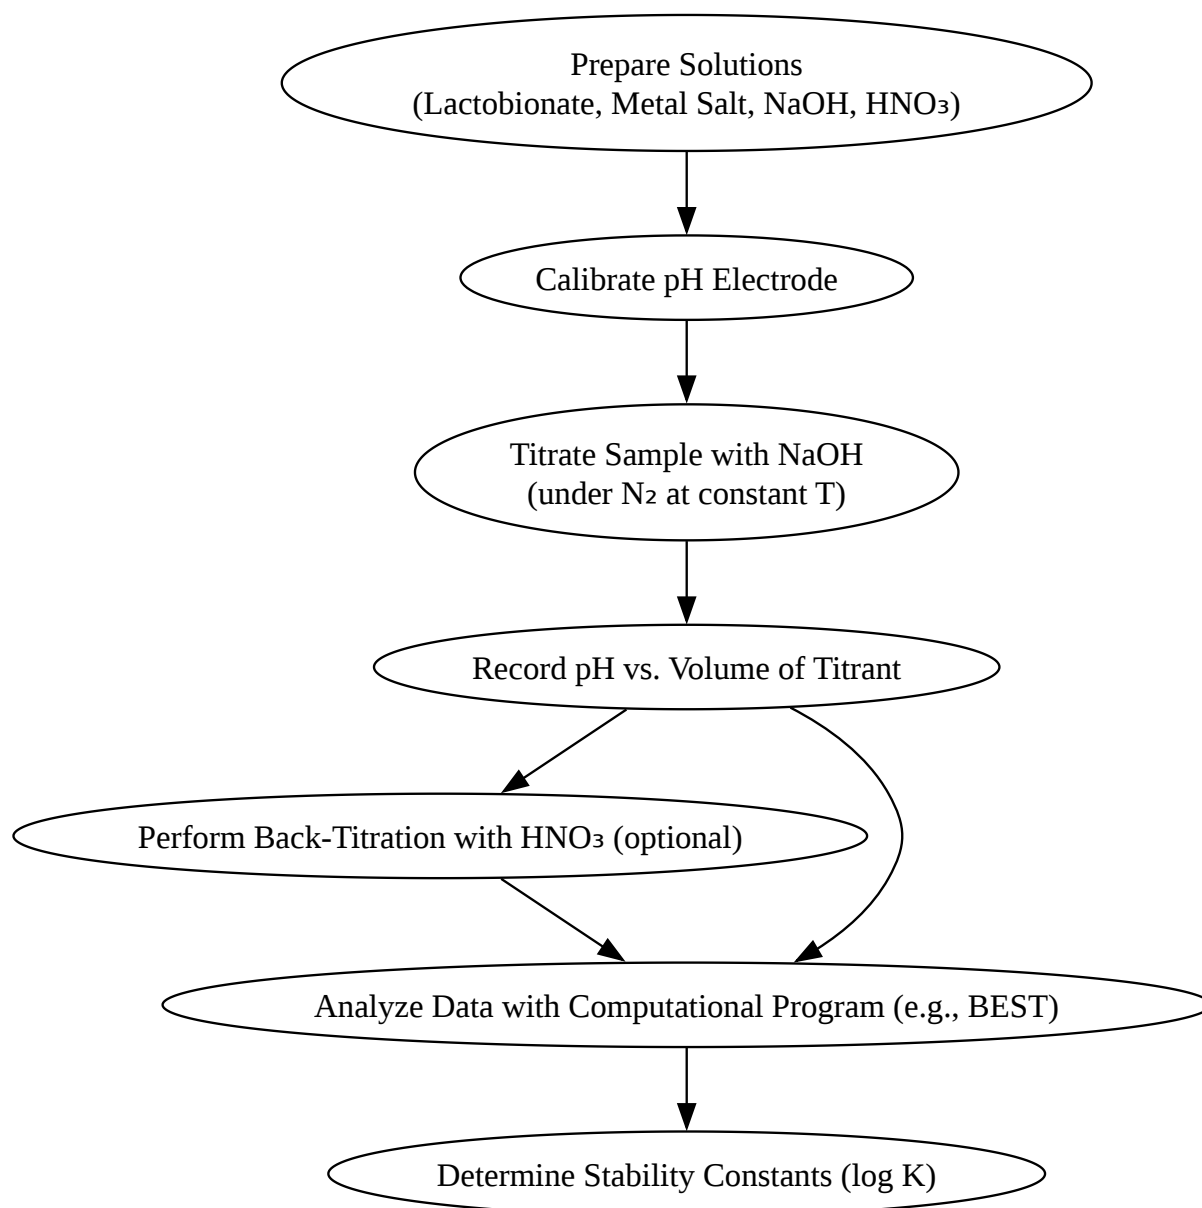 Prepare Solutions
(Lactobionate, Metal Salt, NaOH, HNO₃)
Calibrate pH Electrode
Titrate Sample with NaOH
(under N₂ at constant T)
Record pH vs. Volume of Titrant
Perform Back-Titration with HNO₃ (optional)
Analyze Data with Computational Program (e.g., BEST)
Determine Stability Constants (log K)